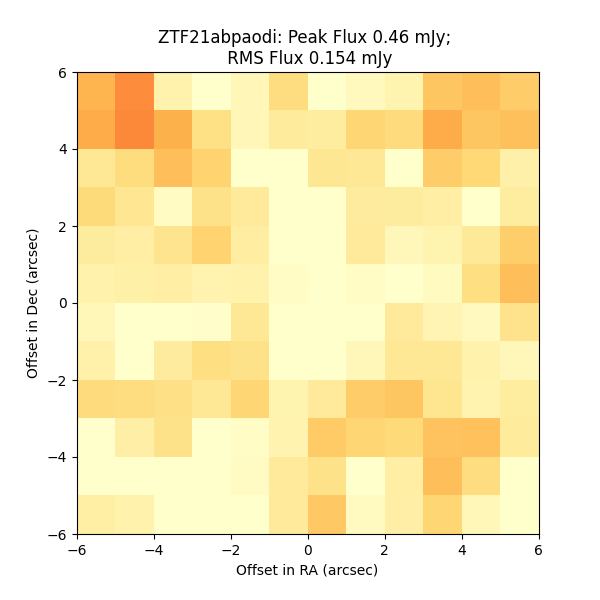 ZTF21abpaodi: Peak Flux 0.46 mJy;
RMS Flux 0.154 mJy
6
4
2
0
−2
−4
−6
Offset in Dec (arcsec)
−6 −4 −2 0 2 4 6
Offset in RA (arcsec)